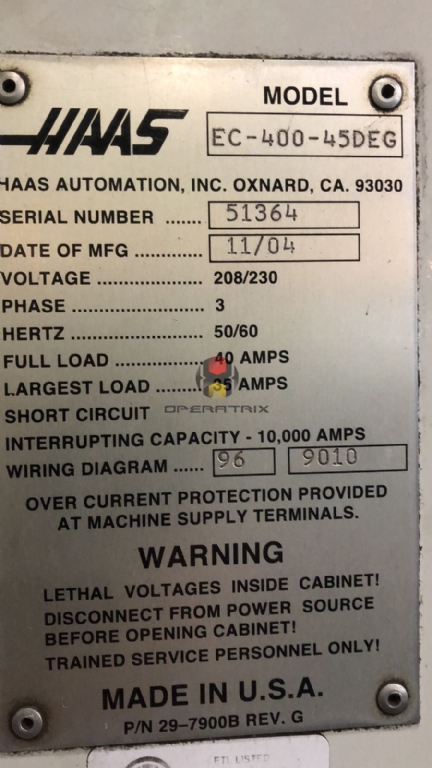 HAAS
MODEL
EC-400-45DEG
HAAS AUTOMATION, INC. OXNARD, CA. 93030
SERIAL NUMBER ....... 51364
DATE OF MFG ............. 11/04
VOLTAGE .................... 208/230
PHASE ......................... 3
HERTZ ......................... 50/60
FULL LOAD ................. 40 AMPS
LARGEST LOAD ......... 35 AMPS
OPERATRIX
SHORT CIRCUIT
INTERRUPTING CAPACITY - 10,000 AMPS
WIRING DIAGRAM ...... 96 9010
OVER CURRENT PROTECTION PROVIDED
AT MACHINE SUPPLY TERMINALS.
WARNING
LETHAL VOLTAGES INSIDE CABINET!
DISCONNECT FROM POWER SOURCE
BEFORE OPENING CABINET!
TRAINED SERVICE PERSONNEL ONLY!
MADE IN U.S.A.
P/N 29-7900B REV. G
ETL LISTED